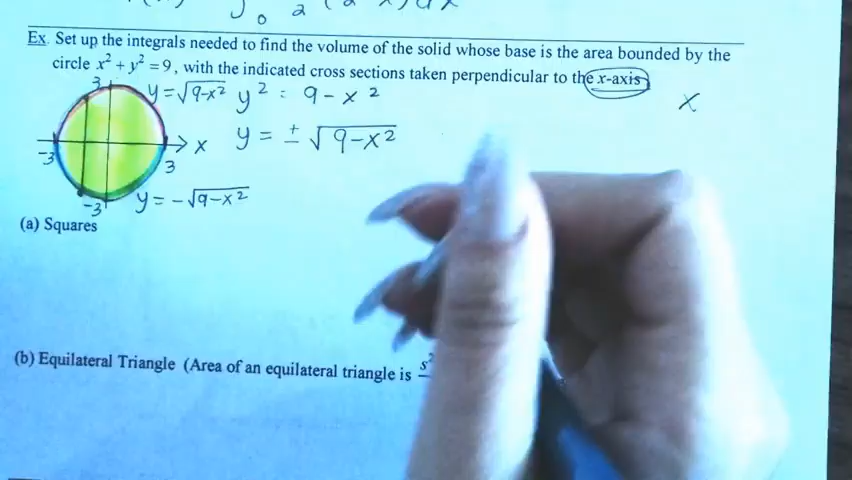 0 2
Ex. Set up the integrals needed to find the volume of the solid whose base is the area bounded by the
circle x² + y² = 9, with the indicated cross sections taken perpendicular to the x-axis
3 y = √9-x² y² = 9 - x² x
-3 x y = ± √9-x²
3
-3 y = -√9-x²
(a) Squares
(b) Equilateral Triangle (Area of an equilateral triangle is s²